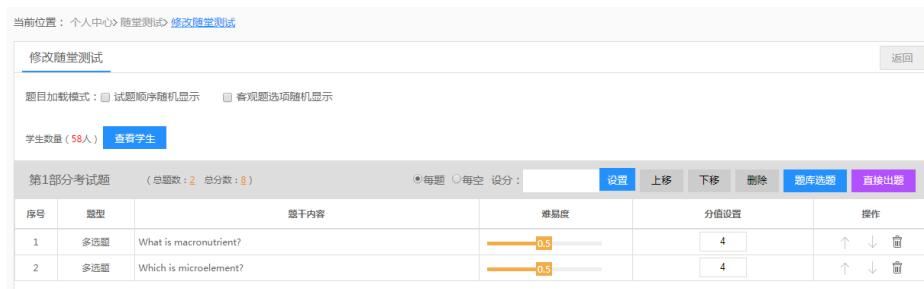 当前位置： 个人中心> 随堂测试> 修改随堂测试
修改随堂测试 返回
题目加载模式： 试题顺序随机显示 客观题选项随机显示
学生数量（58人） 查看学生
第1部分考试题 （总题数：2 总分数：8） 每题 每空 设分： 设置 上移 下移 删除 题库选题 直接出题
序号 题型 题干内容 难易度 分值设置 操作
1 多选题 What is macronutrient? 0.5 4
2 多选题 Which is microelement? 0.5 4